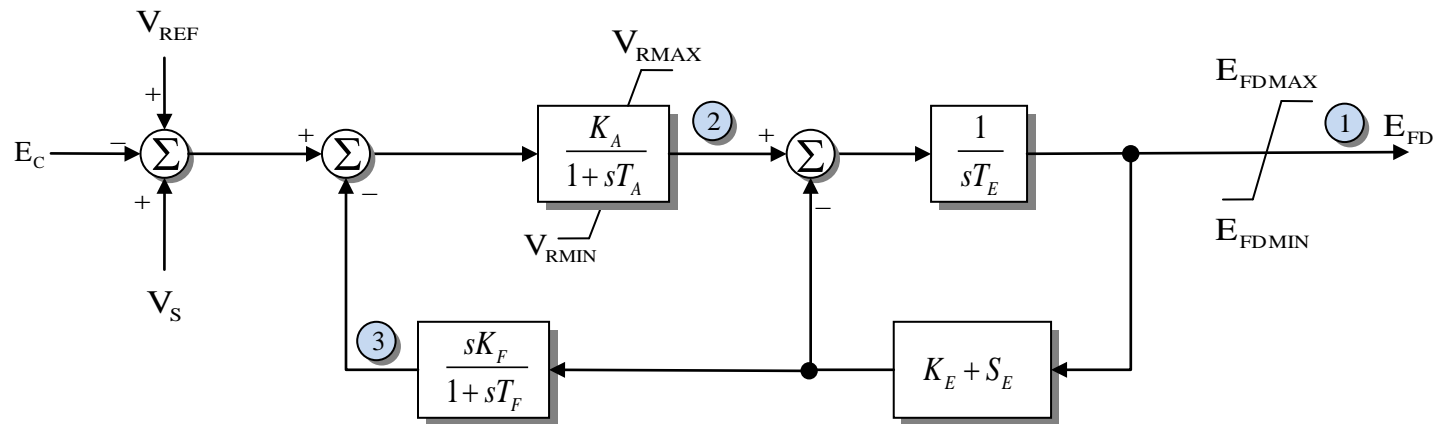 V_REF
+
E_C
−
Σ
+
V_S
+
Σ
−
V_RMAX
K_A
1 + sT_A
V_RMIN
2
+
Σ
−
1
sT_E
E_FDMAX
1
E_FD
E_FDMIN
3
sK_F
1 + sT_F
K_E + S_E